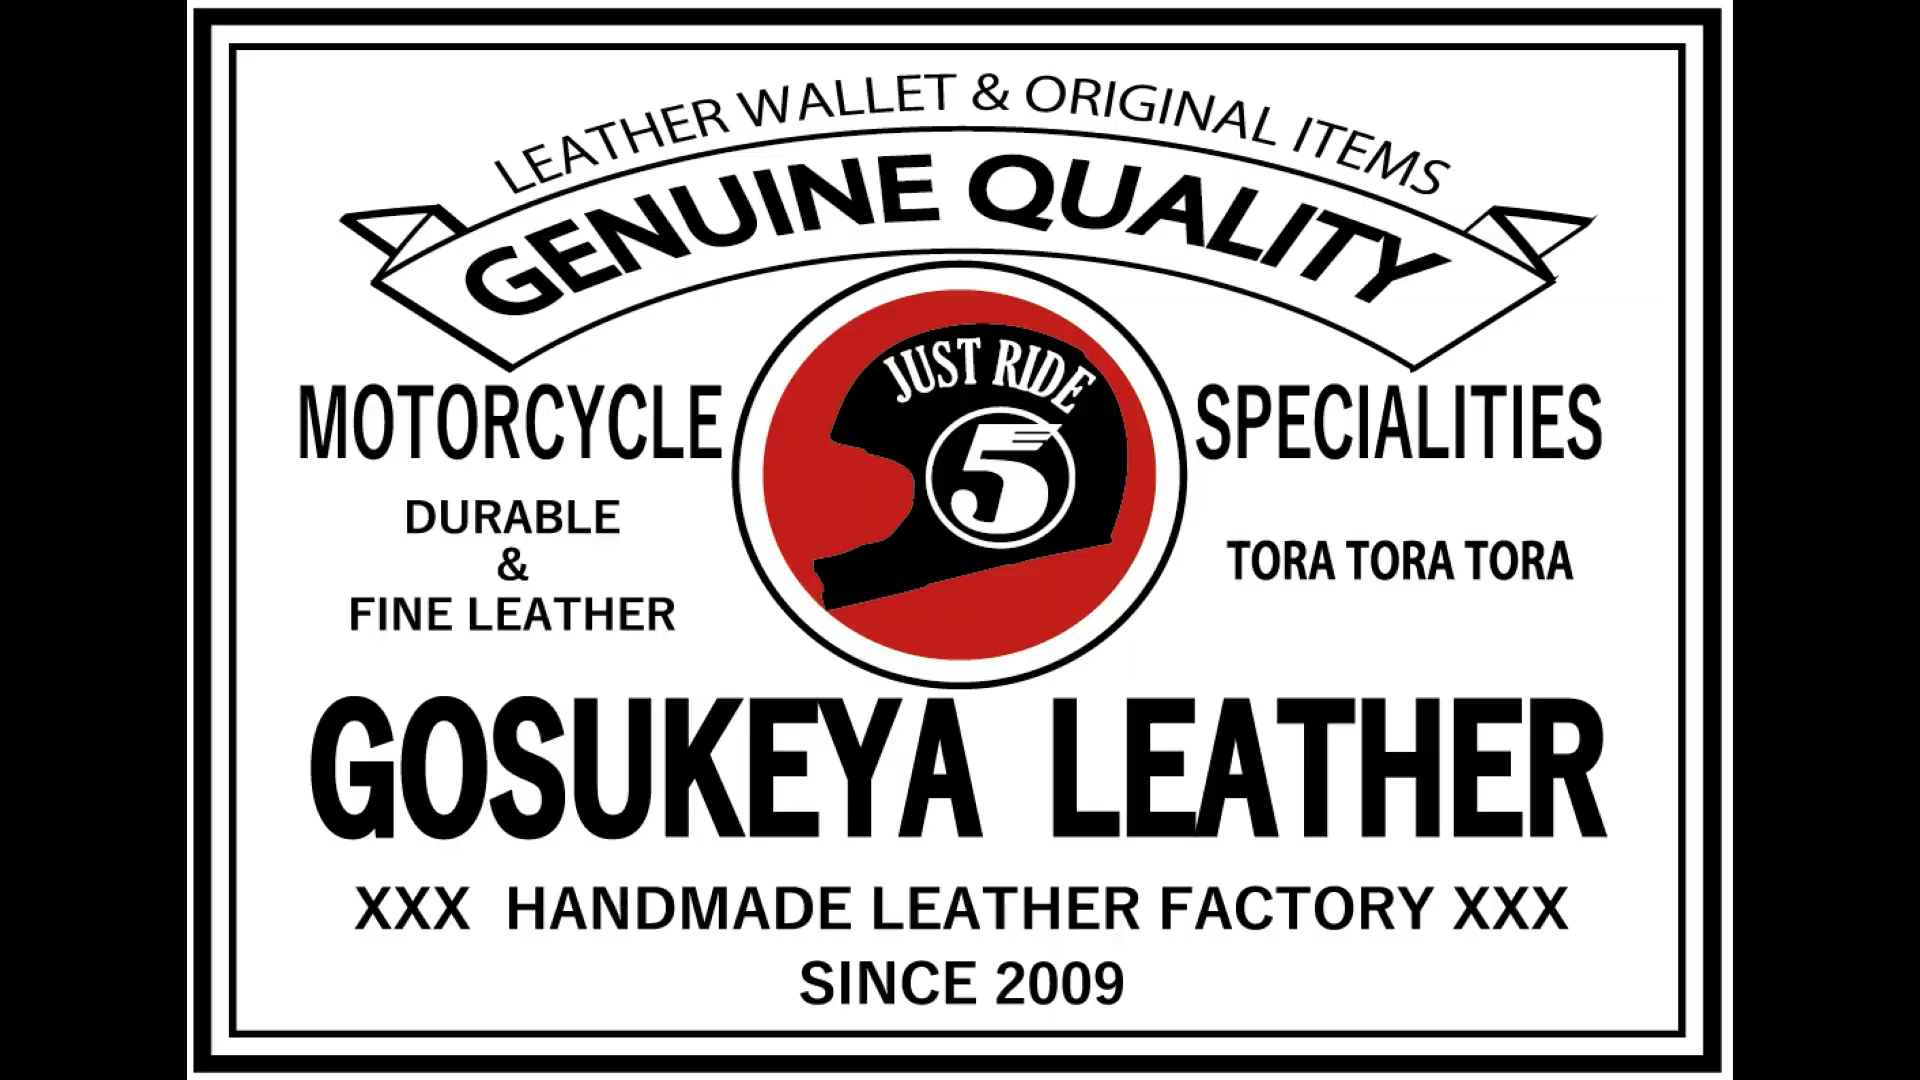 LEATHER WALLET & ORIGINAL ITEMS
GENUINE QUALITY
JUST RIDE
5
MOTORCYCLE
SPECIALITIES
DURABLE
&
FINE LEATHER
TORA TORA TORA
GOSUKEYA LEATHER
XXX HANDMADE LEATHER FACTORY XXX
SINCE 2009